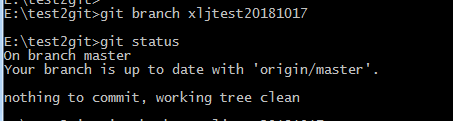 E:\test2git>git branch xljtest20181017
E:\test2git>git status
On branch master
Your branch is up to date with 'origin/master'.
nothing to commit, working tree clean